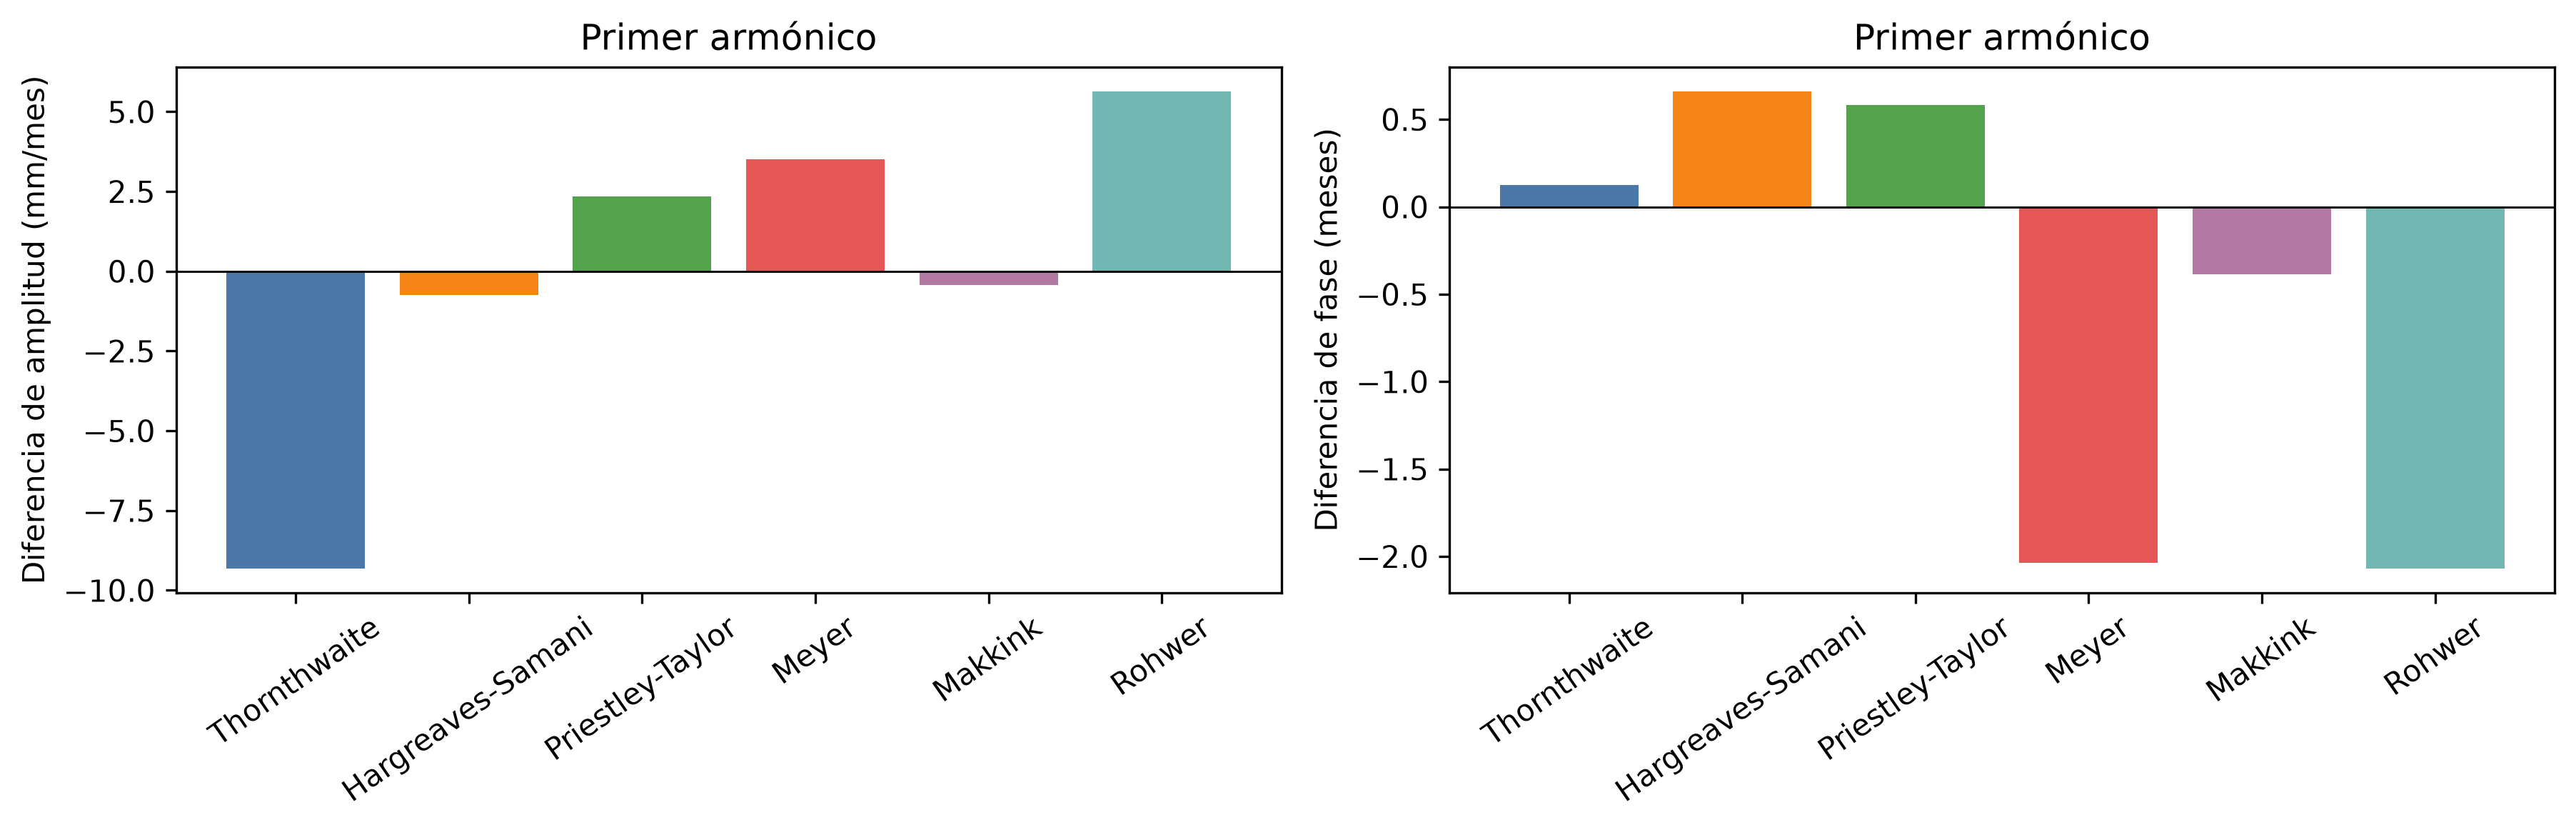 Primer armónico
Diferencia de amplitud (mm/mes)
5.0
2.5
0.0
−2.5
−5.0
−7.5
−10.0
Thornthwaite
Hargreaves-Samani
Priestley-Taylor
Meyer
Makkink
Rohwer
Primer armónico
Diferencia de fase (meses)
0.5
0.0
−0.5
−1.0
−1.5
−2.0
Thornthwaite
Hargreaves-Samani
Priestley-Taylor
Meyer
Makkink
Rohwer